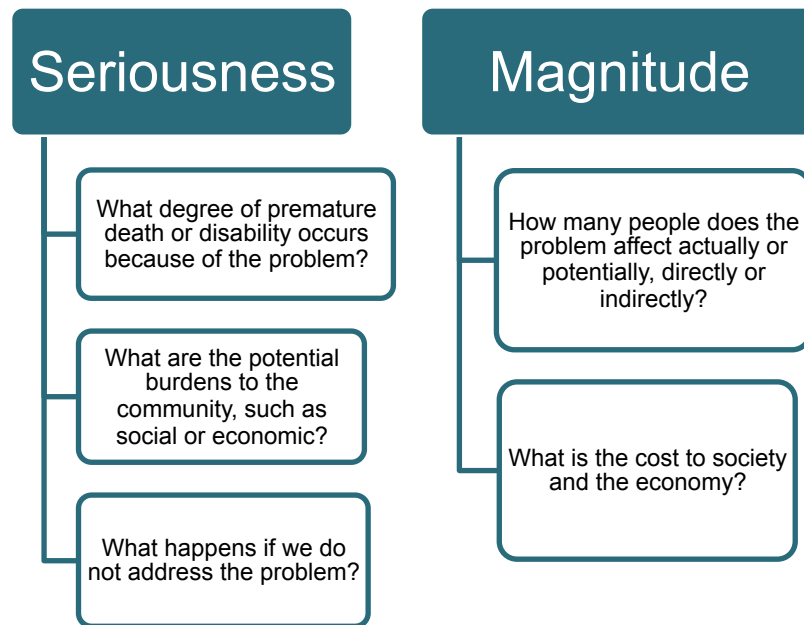 Seriousness
What degree of premature
death or disability occurs
because of the problem?
What are the potential
burdens to the
community, such as
social or economic?
What happens if we do
not address the problem?
Magnitude
How many people does the
problem affect actually or
potentially, directly or
indirectly?
What is the cost to society
and the economy?